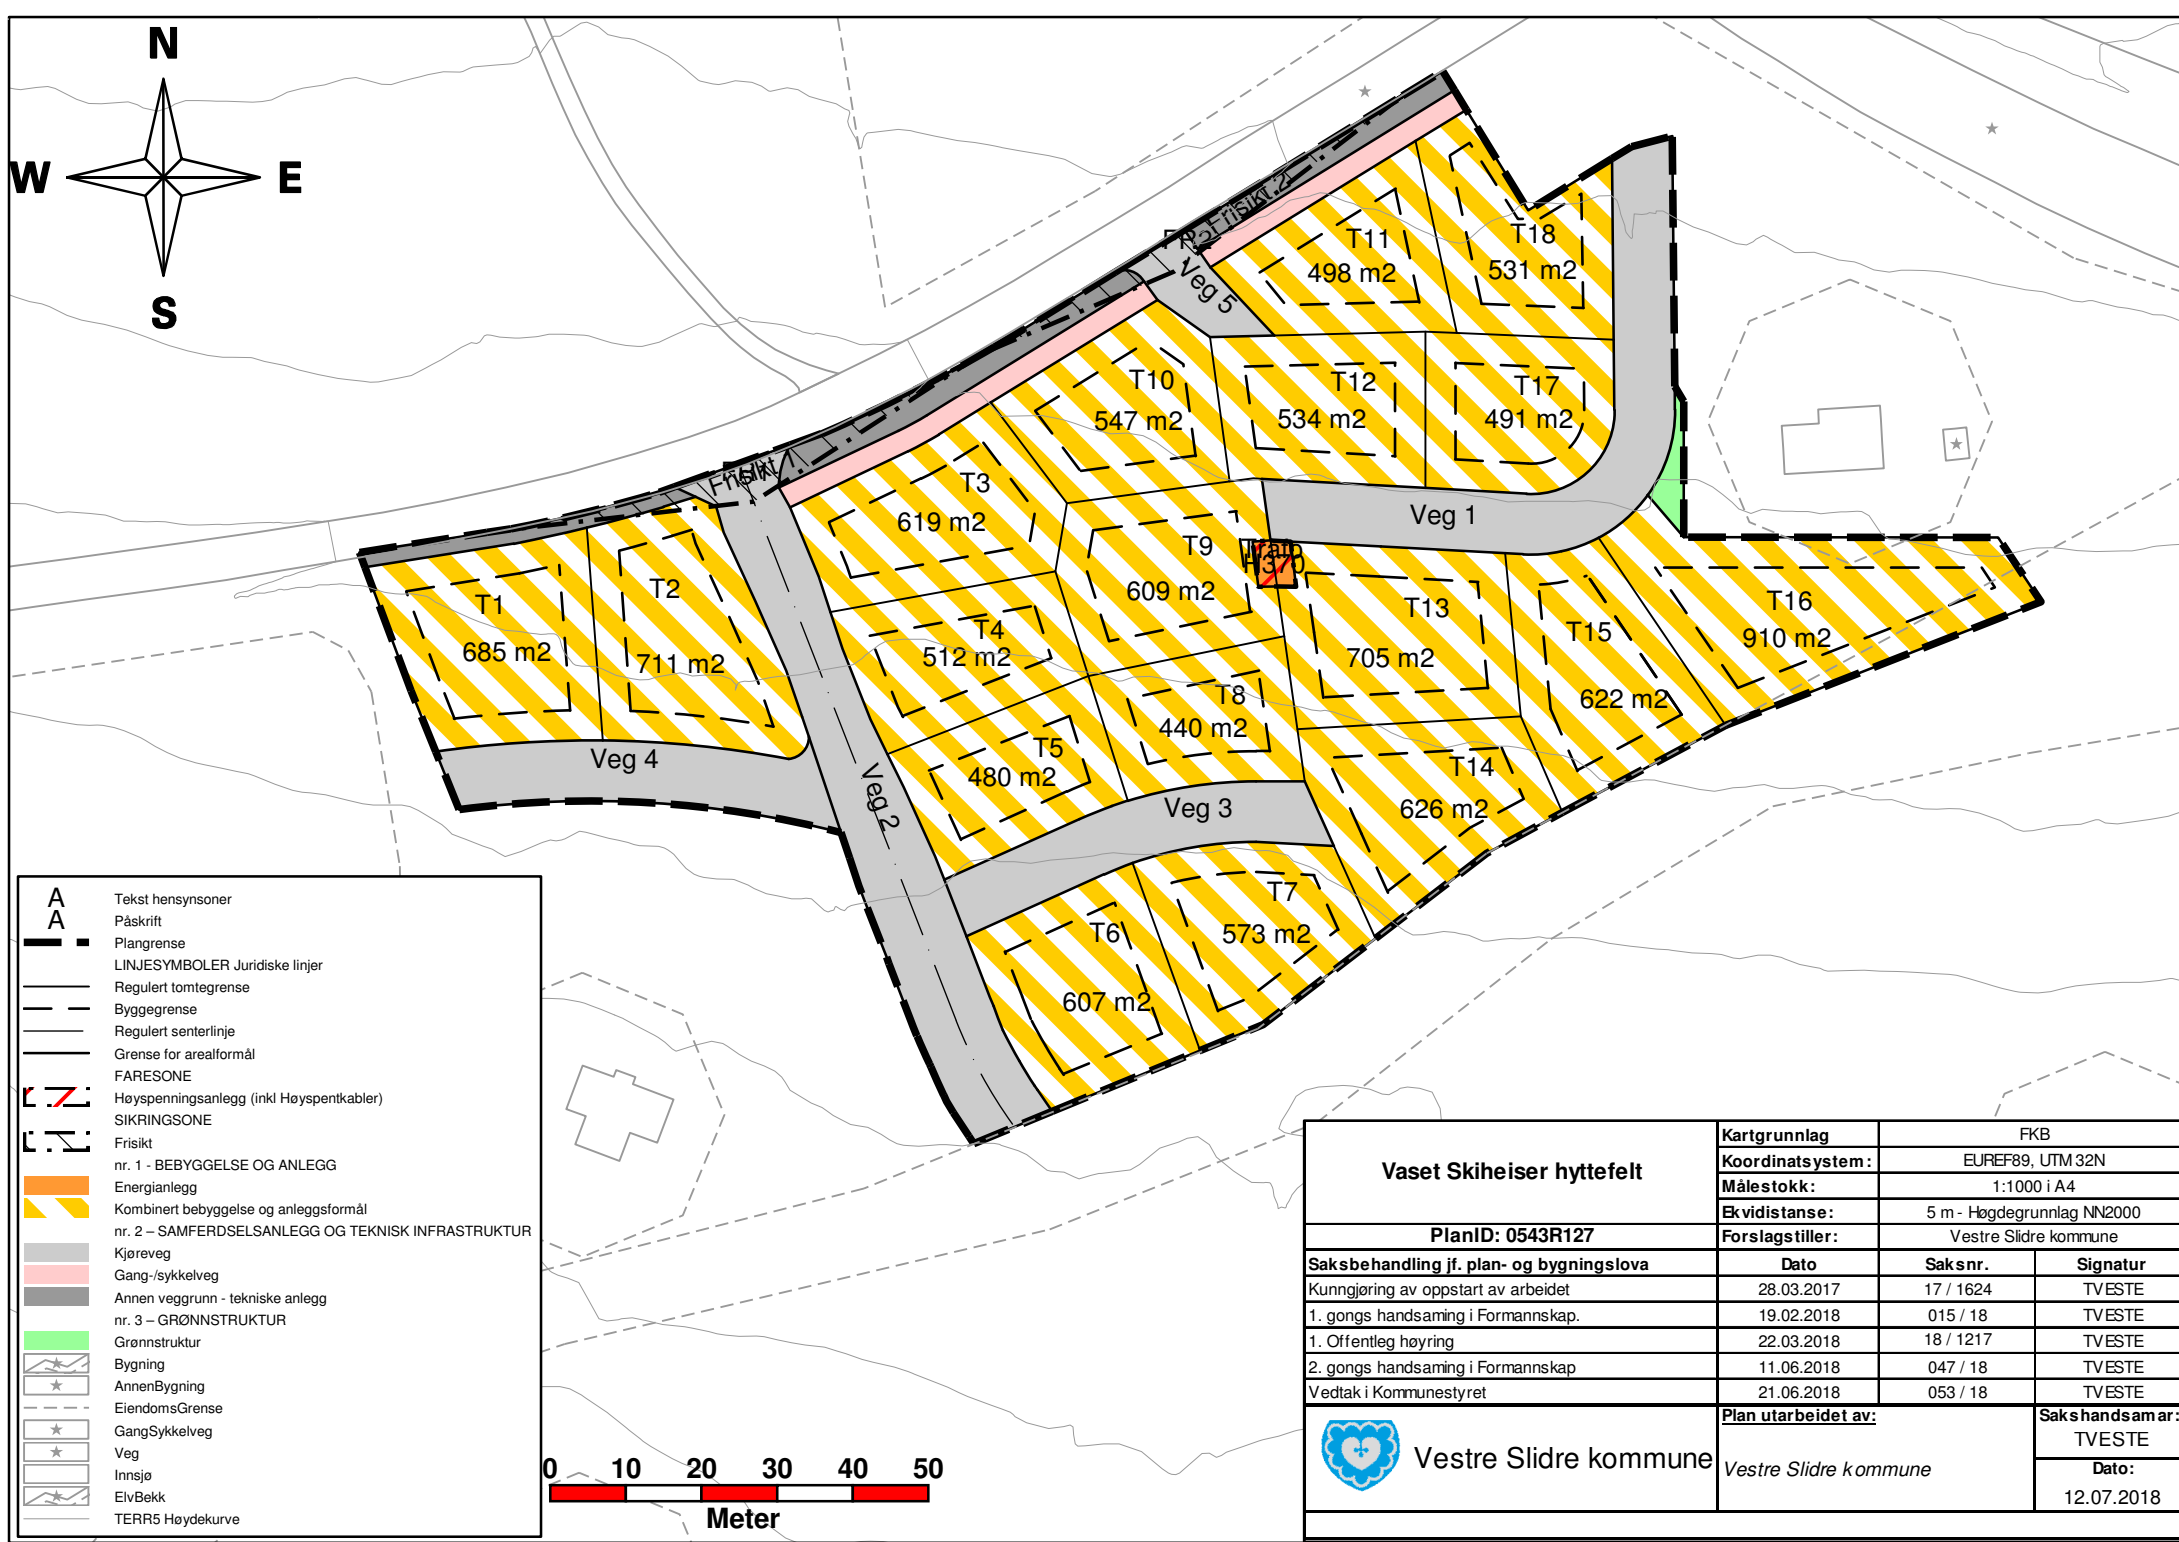 N
W
E
S
Frisikt 2
Veg 5
T11
498 m2
T18
531 m2
T10
547 m2
T12
534 m2
T17
491 m2
T3
619 m2
Veg 1
T9
609 m2
Trafo
H370
T1
685 m2
T2
711 m2
T4
512 m2
T13
705 m2
T15
622 m2
T16
910 m2
T8
440 m2
T5
480 m2
Veg 4
Veg 2
Veg 3
T14
626 m2
T7
573 m2
T6
607 m2
A
Tekst hensynsoner
A
Påskrift
Plangrense
LINJESYMBOLER Juridiske linjer
Regulert tomtegrense
Byggegrense
Regulert senterlinje
Grense for arealformål
FARESONE
Høyspenningsanlegg (inkl Høyspentkabler)
SIKRINGSONE
Frisikt
nr. 1 - BEBYGGELSE OG ANLEGG
Energianlegg
Kombinert bebyggelse og anleggsformål
nr. 2 – SAMFERDSELSANLEGG OG TEKNISK INFRASTRUKTUR
Kjøreveg
Gang-/sykkelveg
Annen veggrunn - tekniske anlegg
nr. 3 – GRØNNSTRUKTUR
Grønnstruktur
Bygning
AnnenBygning
EiendomsGrense
GangSykkelveg
Veg
Innsjø
ElvBekk
TERR5 Høydekurve
0 10 20 30 40 50
Meter
Vaset Skiheiser hyttefelt
PlanID: 0543R127
Kartgrunnlag FKB
Koordinatsystem: EUREF89, UTM 32N
Målestokk: 1:1000 i A4
Ekvidistanse: 5 m - Høgdegrunnlag NN2000
Forslagstiller: Vestre Slidre kommune
Saksbehandling jf. plan- og bygningslova Dato Saksnr. Signatur
Kunngjøring av oppstart av arbeidet 28.03.2017 17 / 1624 TVESTE
1. gongs handsaming i Formannskap. 19.02.2018 015 / 18 TVESTE
1. Offentleg høyring 22.03.2018 18 / 1217 TVESTE
2. gongs handsaming i Formannskap 11.06.2018 047 / 18 TVESTE
Vedtak i Kommunestyret 21.06.2018 053 / 18 TVESTE
Vestre Slidre kommune
Plan utarbeidet av:
Vestre Slidre kommune
Sakshandsamar:
TVESTE
Dato:
12.07.2018